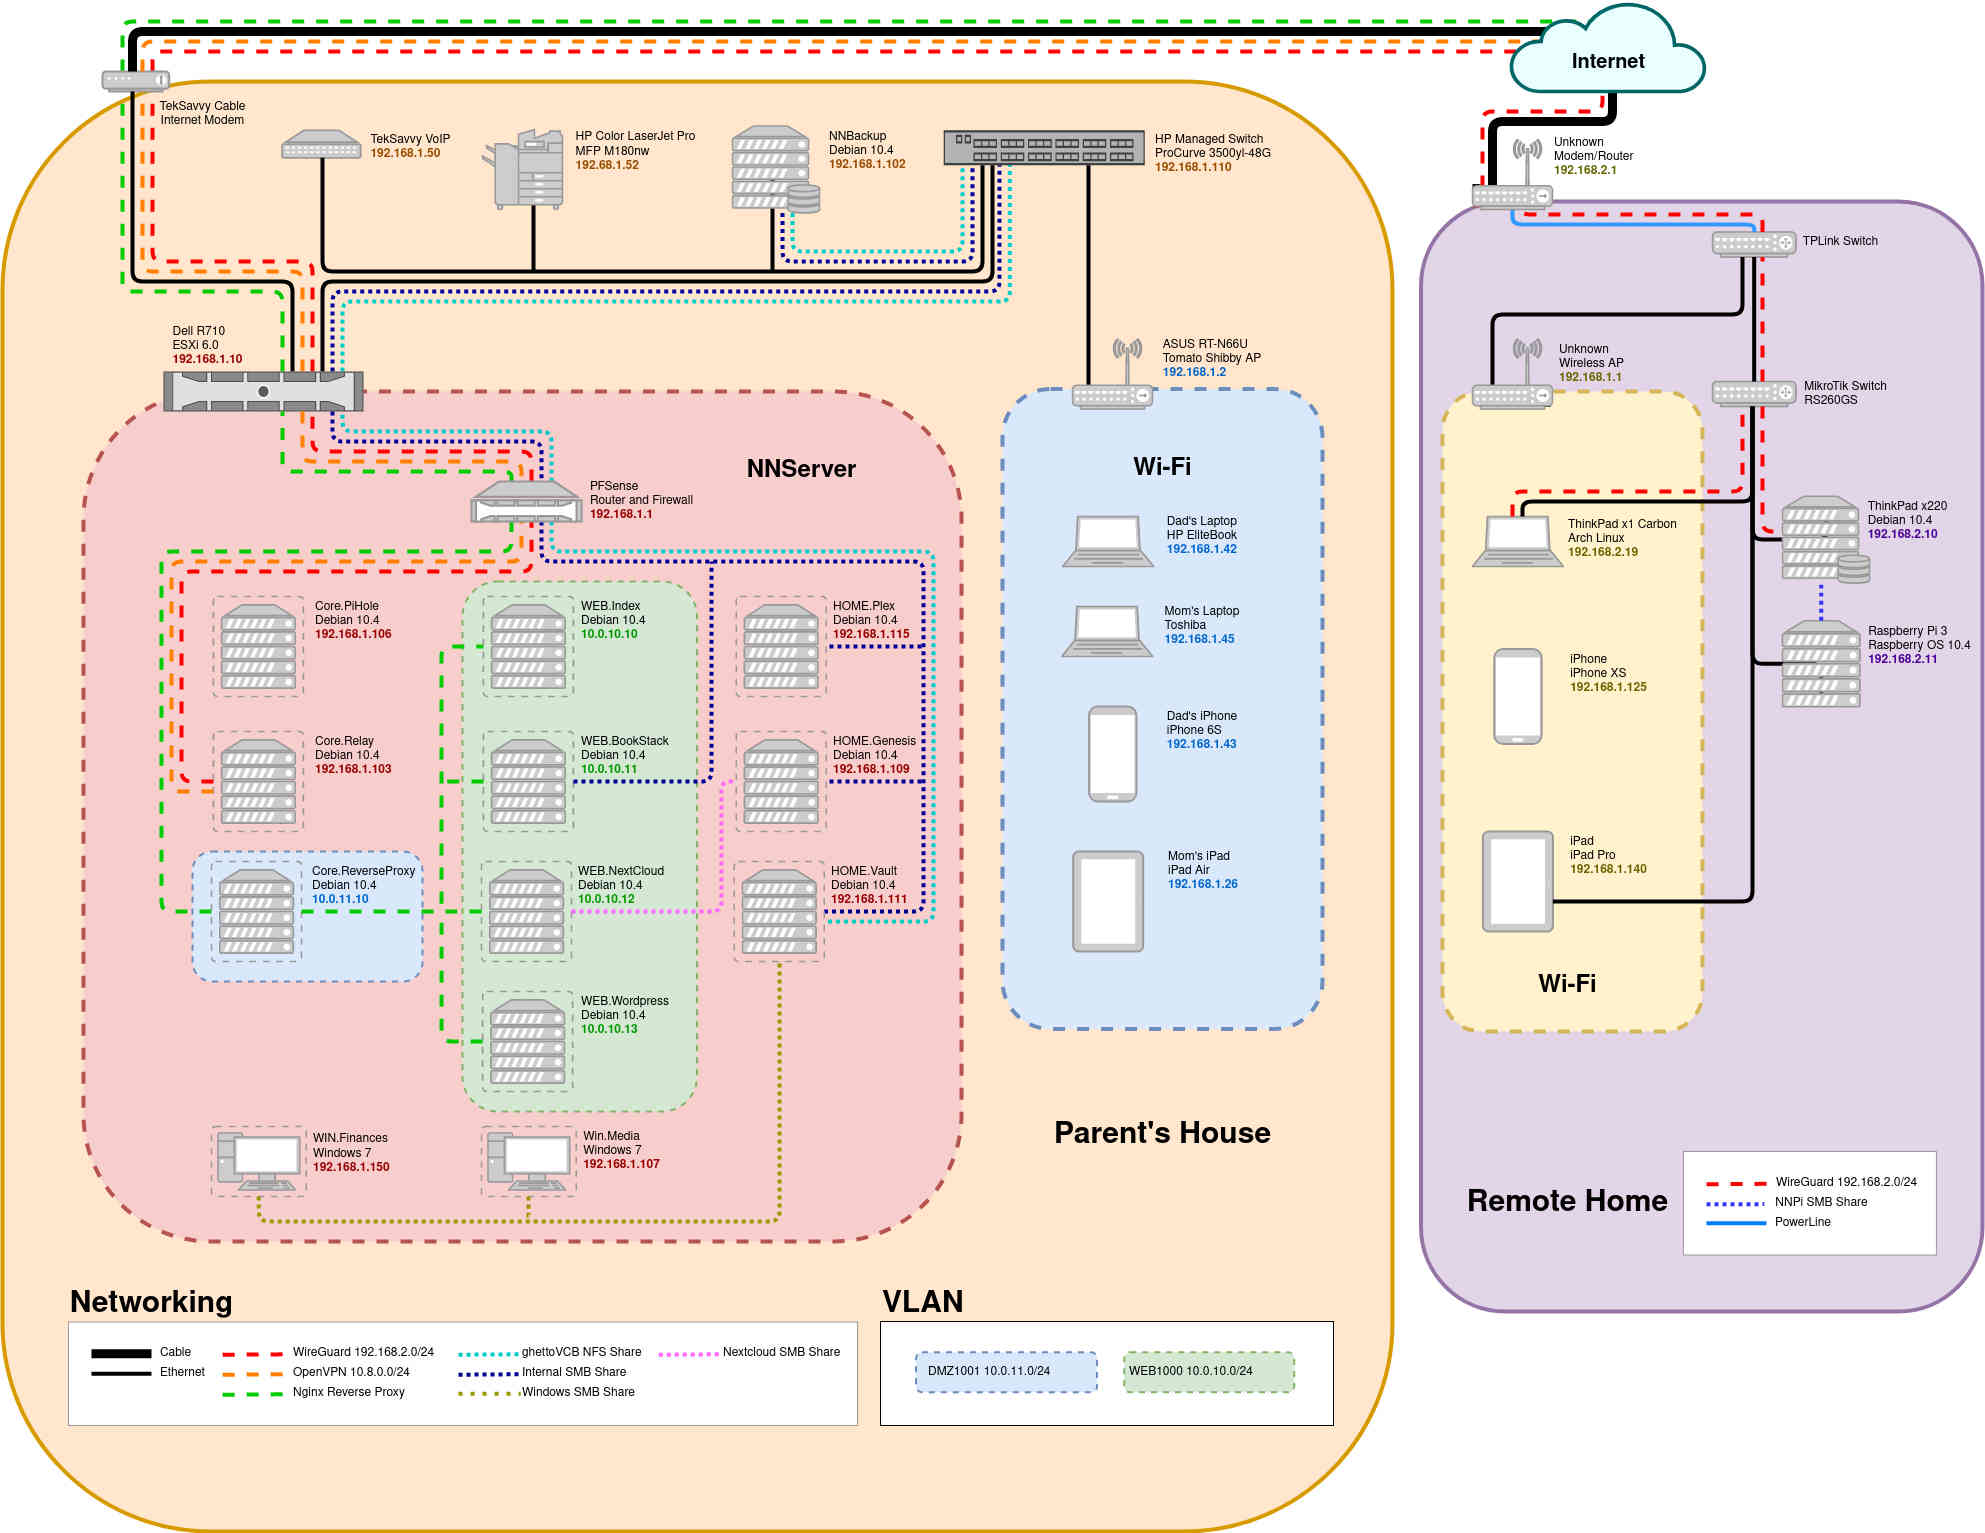 Internet
TekSavvy Cable
Internet Modem
TekSavvy VoIP
192.168.1.50
HP Color LaserJet Pro
MFP M180nw
192.68.1.52
NNBackup
Debian 10.4
192.168.1.102
HP Managed Switch
ProCurve 3500yl-48G
192.168.1.110
Unknown
Modem/Router
192.168.2.1
TPLink Switch
Dell R710
ESXi 6.0
192.168.1.10
ASUS RT-N66U
Tomato Shibby AP
192.168.1.2
Unknown
Wireless AP
192.168.1.1
MikroTik Switch
RS260GS
NNServer
PFSense
Router and Firewall
192.168.1.1
Wi-Fi
Dad's Laptop
HP EliteBook
192.168.1.42
Mom's Laptop
Toshiba
192.168.1.45
Dad's iPhone
iPhone 6S
192.168.1.43
Mom's iPad
iPad Air
192.168.1.26
ThinkPad x1 Carbon
Arch Linux
192.168.2.19
ThinkPad x220
Debian 10.4
192.168.2.10
Raspberry Pi 3
Raspberry OS 10.4
192.168.2.11
iPhone
iPhone XS
192.168.1.125
iPad
iPad Pro
192.168.1.140
Wi-Fi
Core.PiHole
Debian 10.4
192.168.1.106
WEB.Index
Debian 10.4
10.0.10.10
HOME.Plex
Debian 10.4
192.168.1.115
Core.Relay
Debian 10.4
192.168.1.103
WEB.BookStack
Debian 10.4
10.0.10.11
HOME.Genesis
Debian 10.4
192.168.1.109
Core.ReverseProxy
Debian 10.4
10.0.11.10
WEB.NextCloud
Debian 10.4
10.0.10.12
HOME.Vault
Debian 10.4
192.168.1.111
WEB.Wordpress
Debian 10.4
10.0.10.13
WIN.Finances
Windows 7
192.168.1.150
Win.Media
Windows 7
192.168.1.107
Parent's House
Remote Home
WireGuard 192.168.2.0/24
NNPi SMB Share
PowerLine
Networking
Cable
Ethernet
WireGuard 192.168.2.0/24
OpenVPN 10.8.0.0/24
Nginx Reverse Proxy
ghettoVCB NFS Share
Internal SMB Share
Windows SMB Share
Nextcloud SMB Share
VLAN
DMZ1001 10.0.11.0/24
WEB1000 10.0.10.0/24